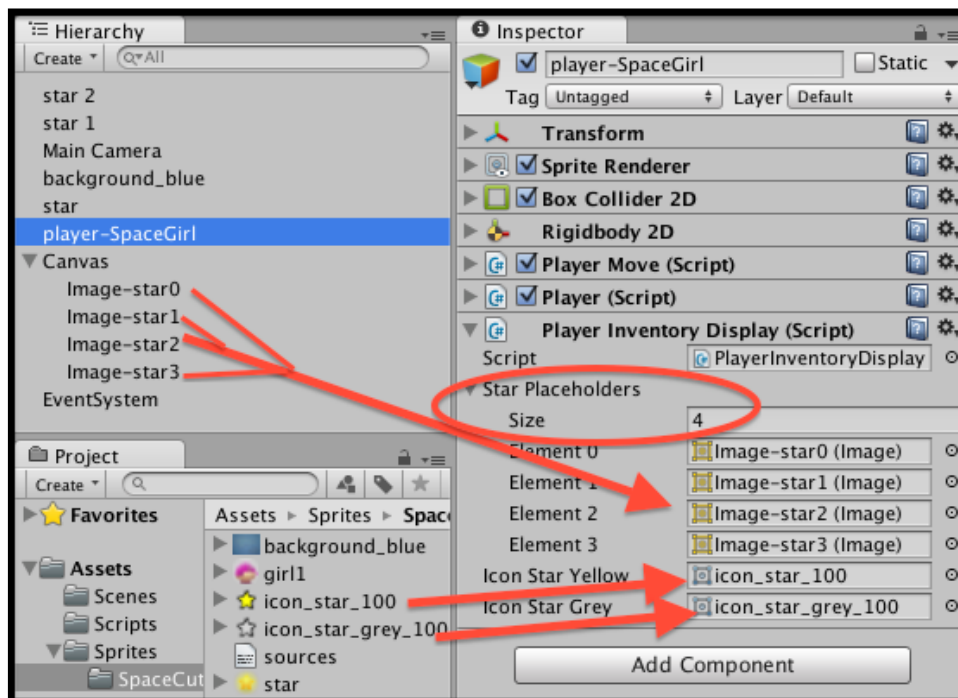 Hierarchy
Create
All
star 2
star 1
Main Camera
background_blue
star
player-SpaceGirl
Canvas
Image-star0
Image-star1
Image-star2
Image-star3
EventSystem
Project
Create
Favorites
Assets
Scenes
Scripts
Sprites
SpaceCut
Assets Sprites Spac
background_blue
girl1
icon_star_100
icon_star_grey_100
sources
star
Inspector
player-SpaceGirl Static
Tag Untagged Layer Default
Transform
Sprite Renderer
Box Collider 2D
Rigidbody 2D
Player Move (Script)
Player (Script)
Player Inventory Display (Script)
Script PlayerInventoryDisplay
Star Placeholders
Size 4
Element 0 Image-star0 (Image)
Element 1 Image-star1 (Image)
Element 2 Image-star2 (Image)
Element 3 Image-star3 (Image)
Icon Star Yellow icon_star_100
Icon Star Grey icon_star_grey_100
Add Component